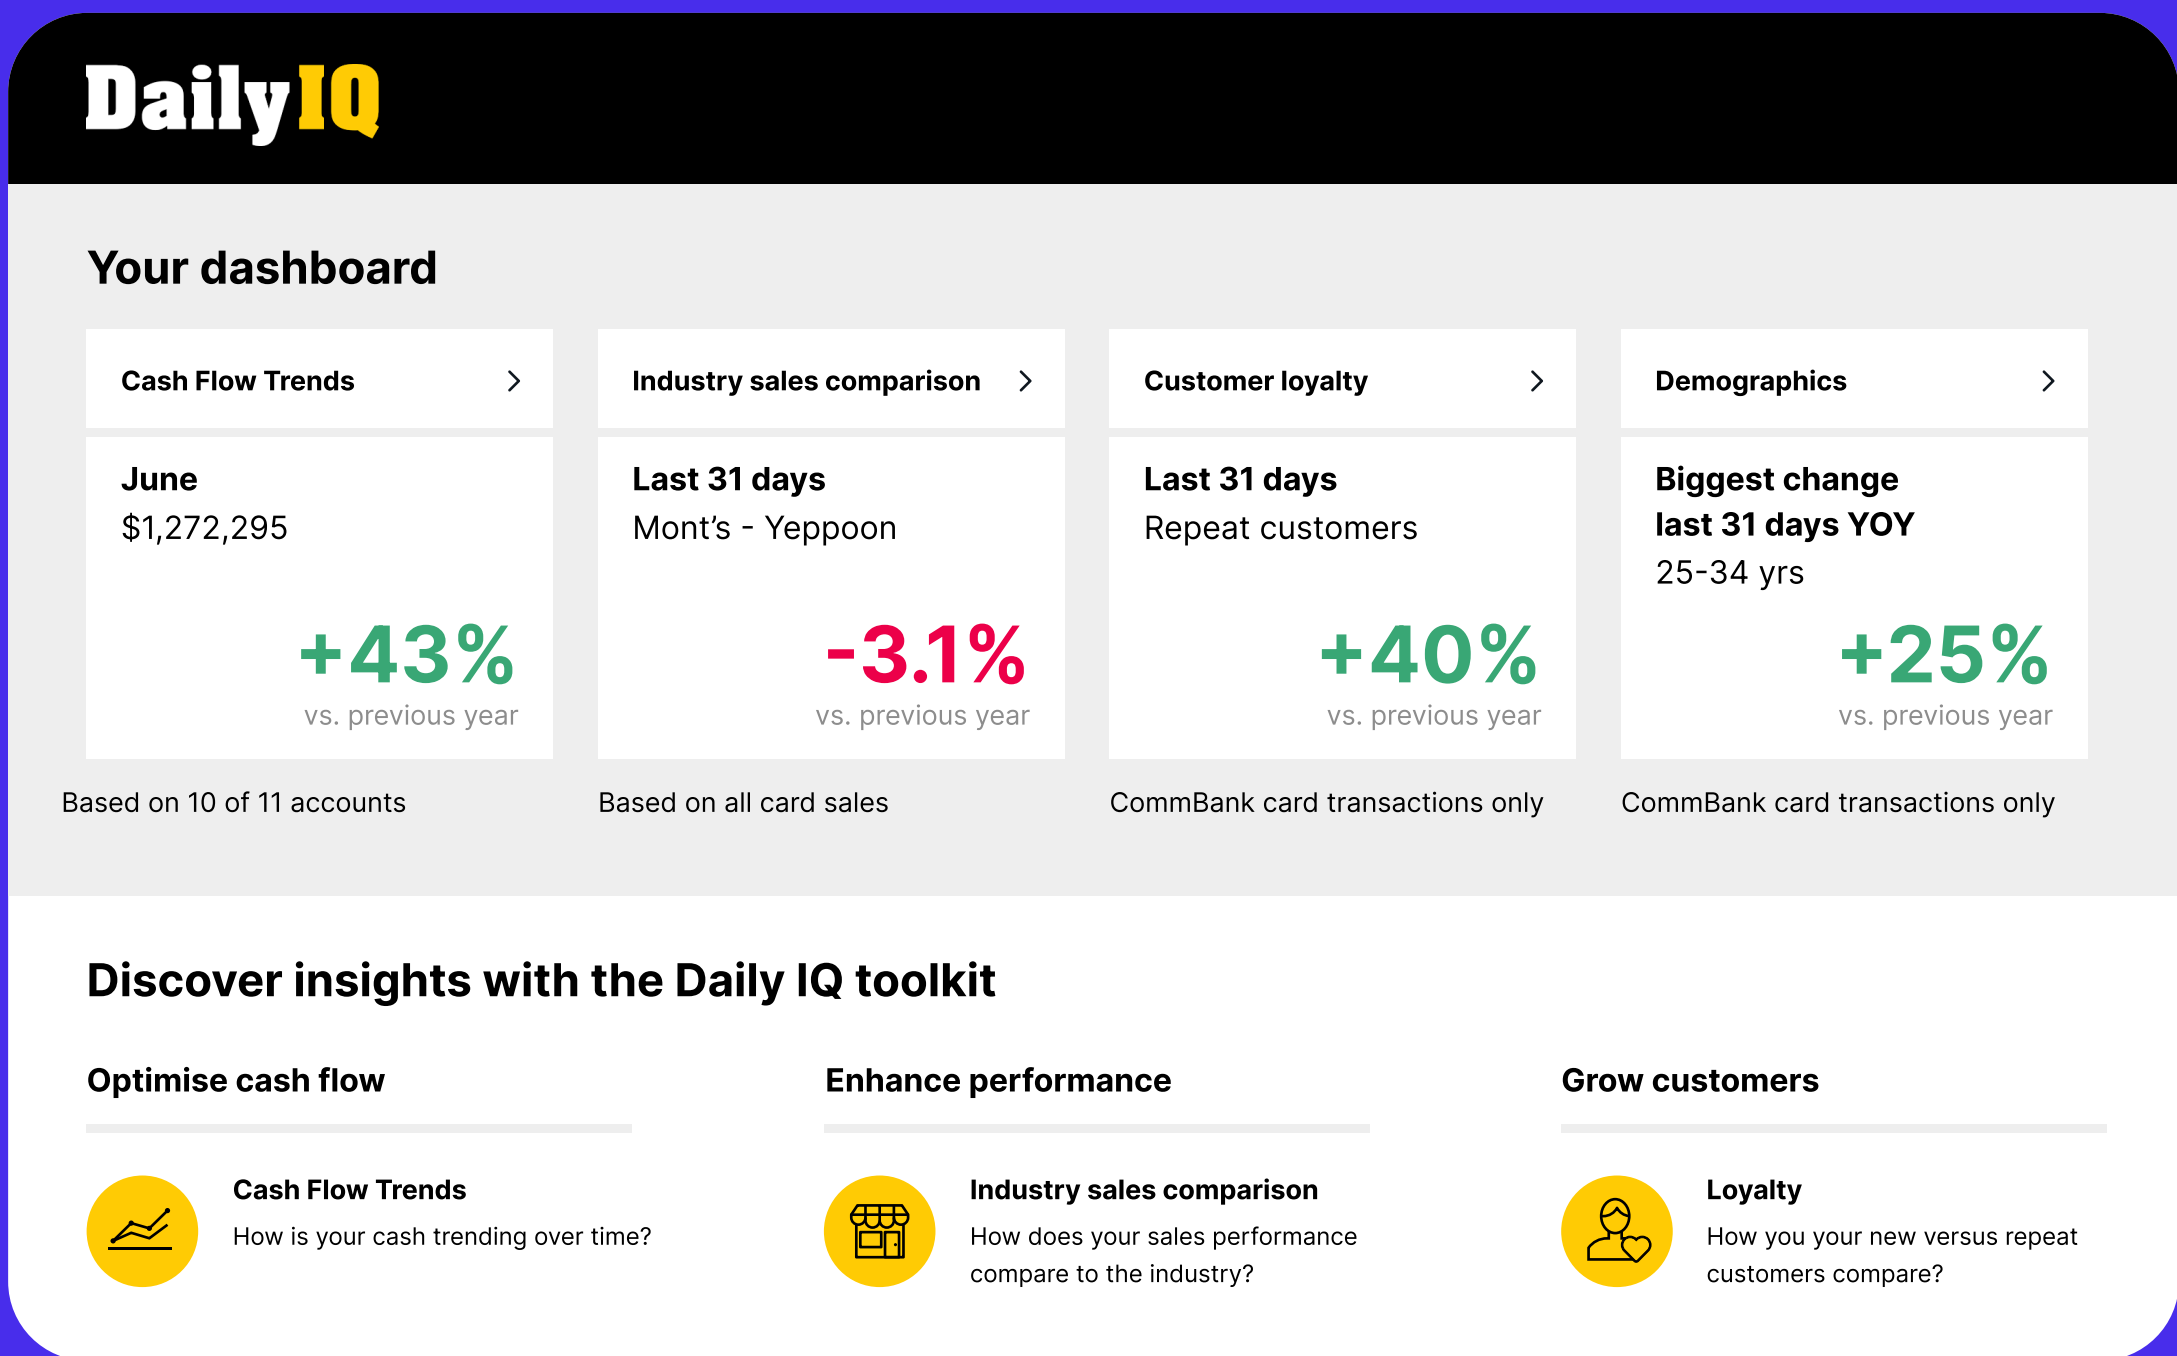 DailyIQ
Your dashboard
Cash Flow Trends
June
$1,272,295
+43%
vs. previous year
Based on 10 of 11 accounts
Industry sales comparison
Last 31 days
Mont’s - Yeppoon
-3.1%
vs. previous year
Based on all card sales
Customer loyalty
Last 31 days
Repeat customers
+40%
vs. previous year
CommBank card transactions only
Demographics
Biggest change
last 31 days YOY
25-34 yrs
+25%
vs. previous year
CommBank card transactions only
Discover insights with the Daily IQ toolkit
Optimise cash flow
Cash Flow Trends
How is your cash trending over time?
Enhance performance
Industry sales comparison
How does your sales performance
compare to the industry?
Grow customers
Loyalty
How you your new versus repeat
customers compare?